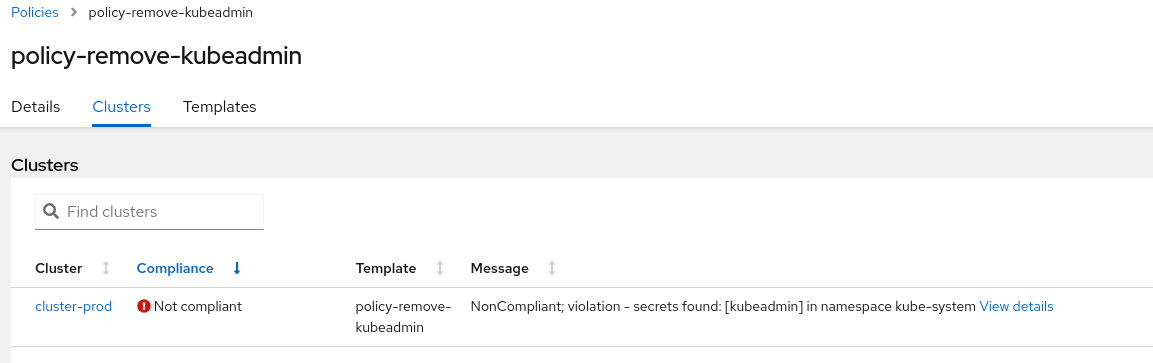 Policies > policy-remove-kubeadmin
policy-remove-kubeadmin
Details Clusters Templates
Clusters
Find clusters
Cluster Compliance Template Message
cluster-prod Not compliant policy-remove- NonCompliant; violation - secrets found: [kubeadmin] in namespace kube-system View details
kubeadmin